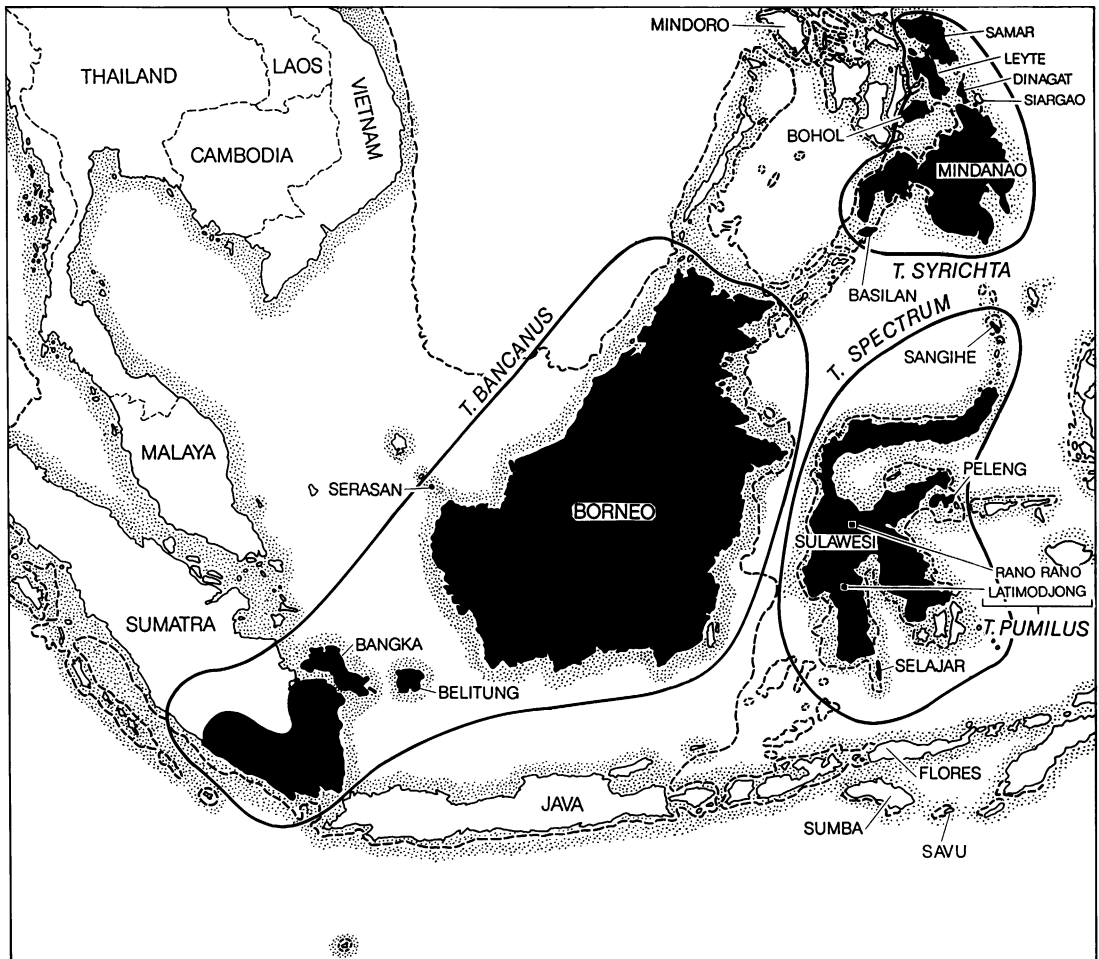 MINDORO
SAMAR
LEYTE
DINAGAT
SIARGAO
THAILAND
LAOS
VIETNAM
CAMBODIA
BOHOL
MINDANAO
T. SYRICHTA
BASILAN
T. BANCANUS
T. SPECTRUM
SANGIHE
MALAYA
PELENG
SERASAN
BORNEO
SULAWESI
RANO RANO
LATIMODJONG
T. PUMILUS
SUMATRA
BANGKA
SELAJAR
BELITUNG
FLORES
JAVA
SUMBA
SAVU